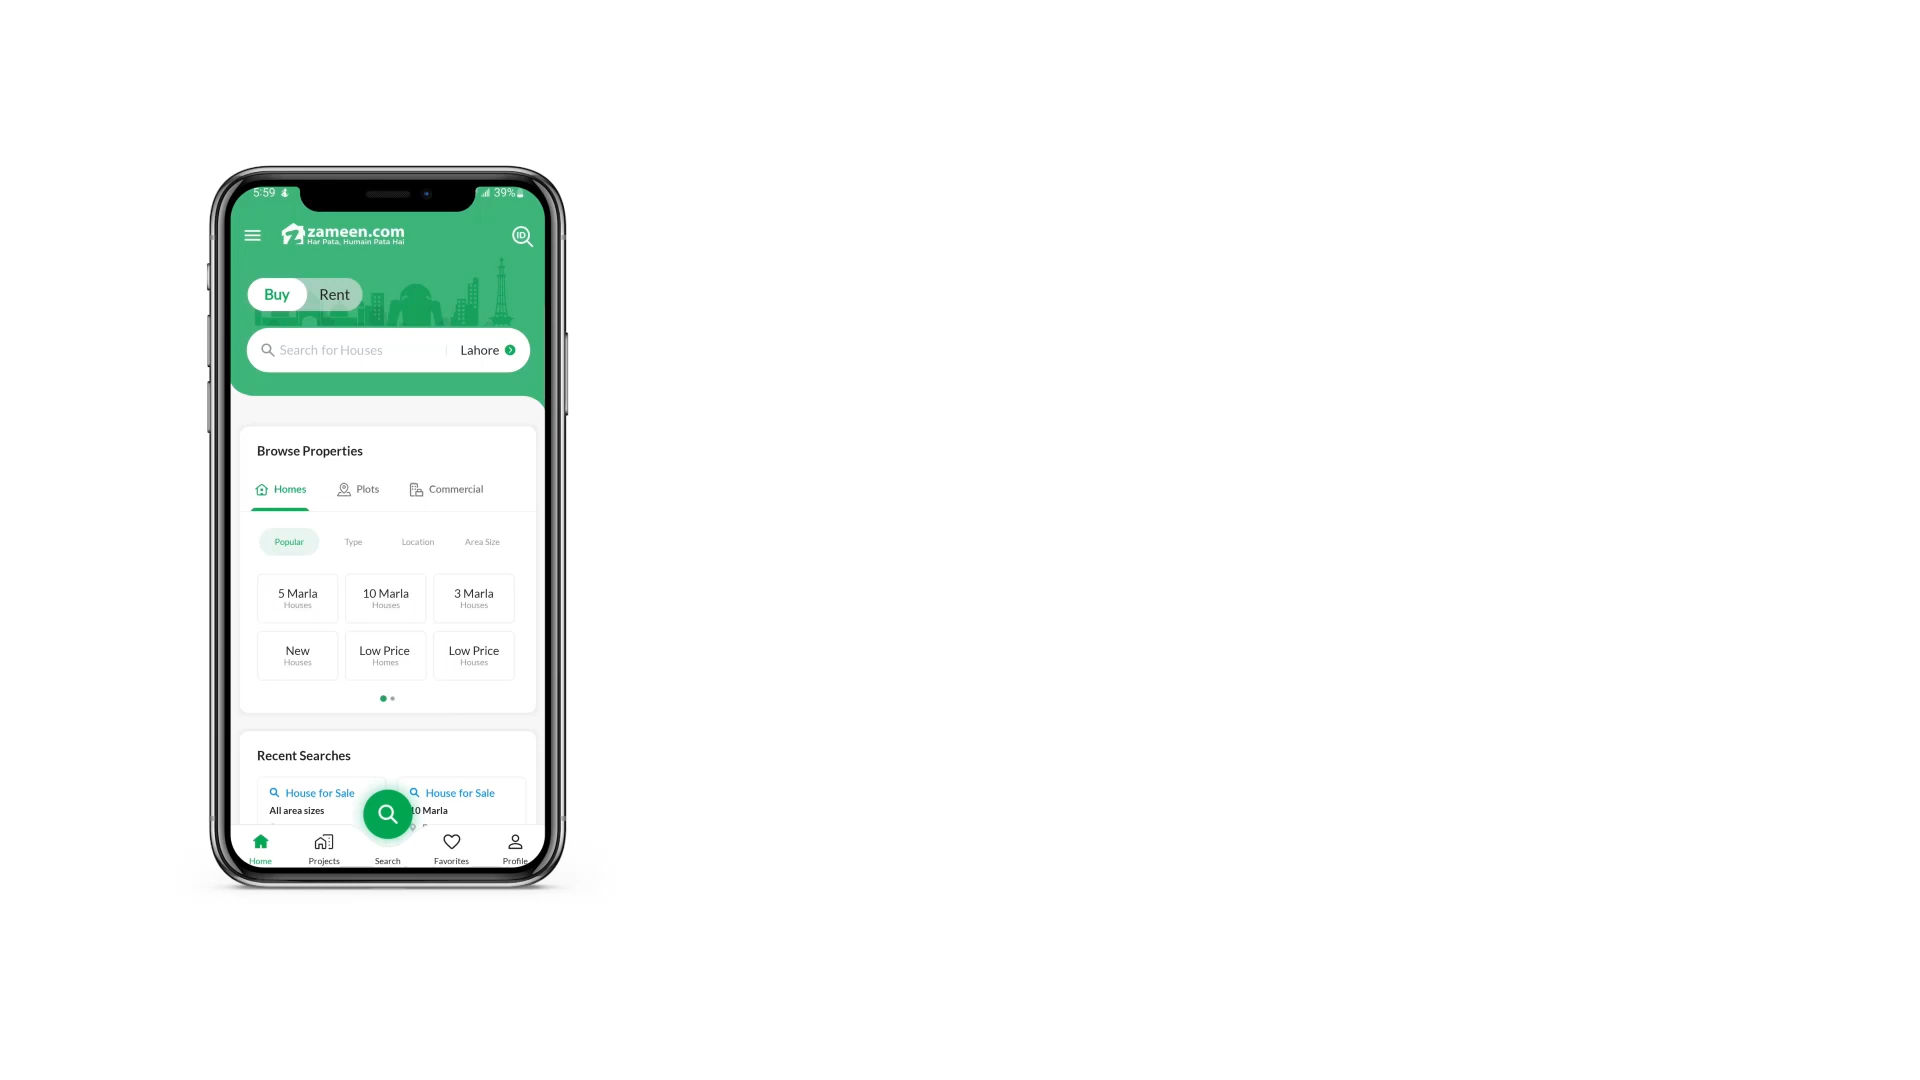 5:59
39%
zameen.com
Har Pata, Humain Pata Hai
ID
Buy Rent
Search for Houses Lahore
Browse Properties
Homes Plots Commercial
Popular Type Location Area Size
5 Marla 10 Marla 3 Marla
Houses Houses Houses
New Low Price Low Price
Houses Homes Houses
Recent Searches
House for Sale House for Sale
All area sizes 10 Marla
Home Projects Search Favorites Profile